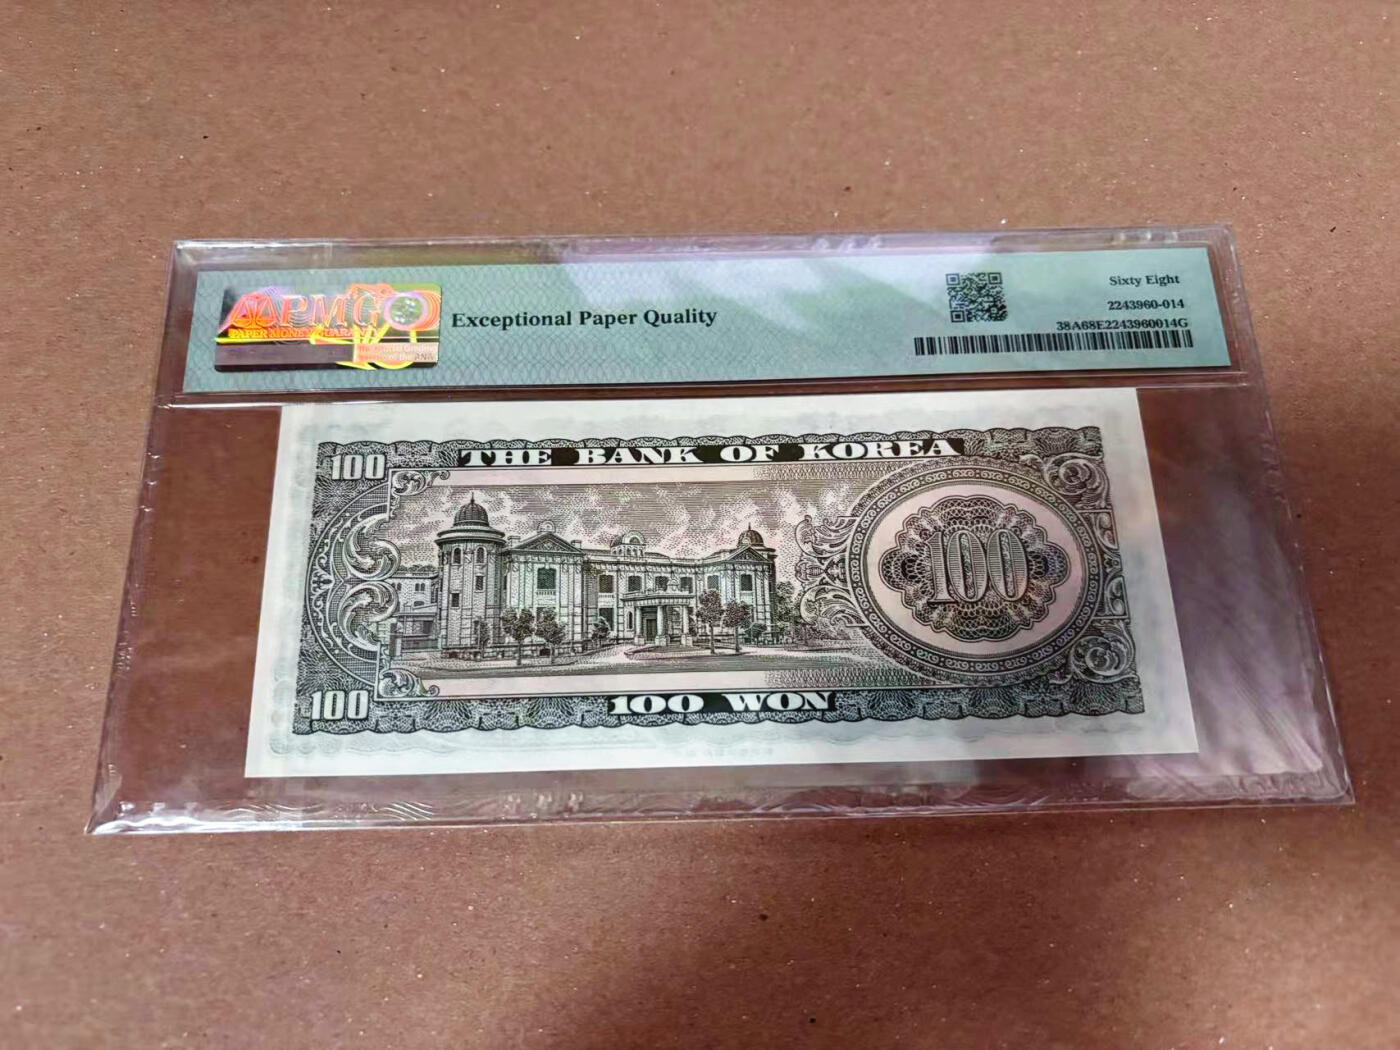 PMG
PAPER MONEY GUARANTY
Exceptional Paper Quality
Sixty Eight
2243960-014
38A68E2243960014G
100
THE BANK OF KOREA
100
100
100 WON